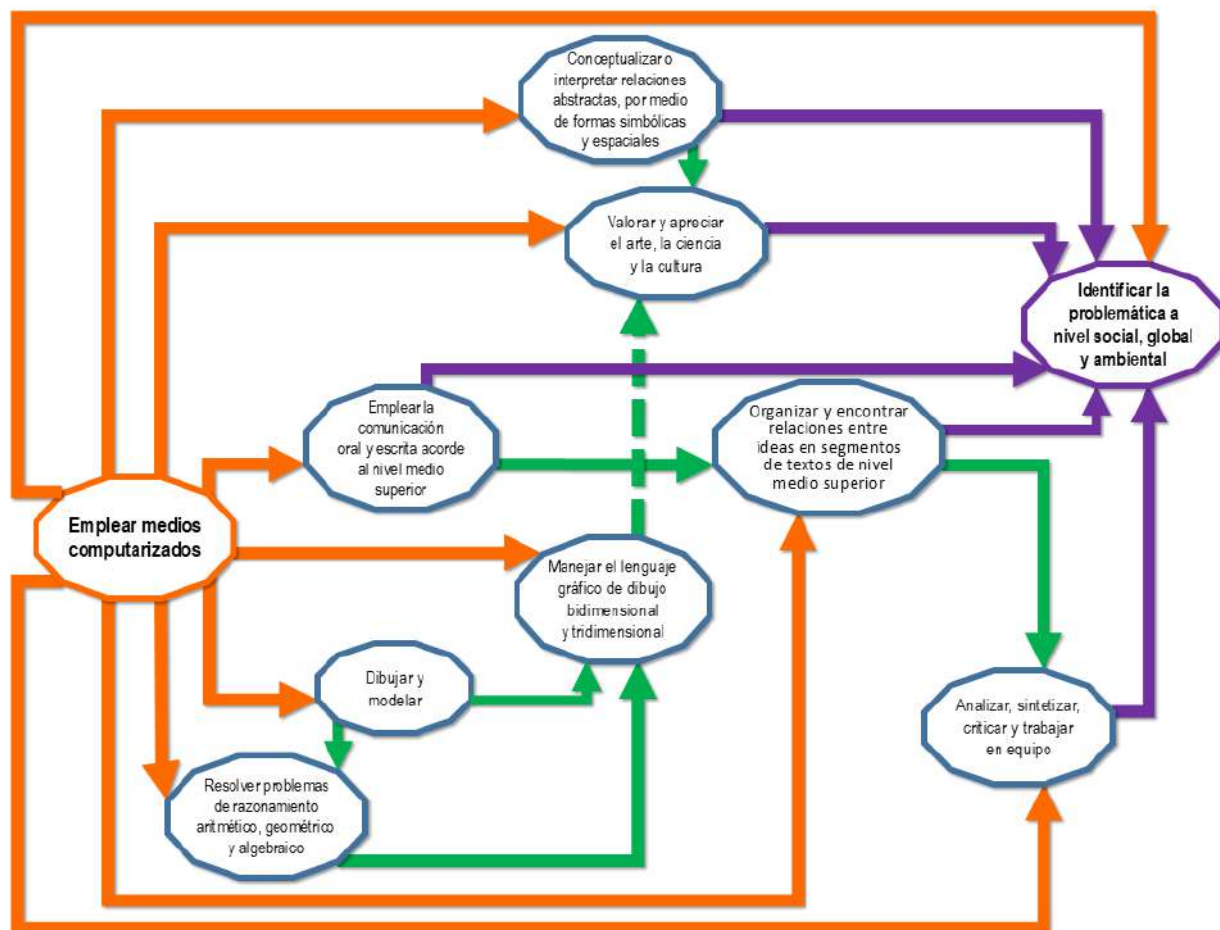 Conceptualizar o
interpretar relaciones
abstractas, por medio
de formas simbólicas
y espaciales
Valorar y apreciar
el arte, la ciencia
y la cultura
Identificar la
problemática a
nivel social, global
y ambiental
Emplear la
comunicación
oral y escrita acorde
al nivel medio
superior
Organizar y encontrar
relaciones entre
ideas en segmentos
de textos de nivel
medio superior
Emplear medios
computarizados
Manejar el lenguaje
gráfico de dibujo
bidimensional
y tridimensional
Dibujar y
modelar
Analizar, sintetizar,
criticar y trabajar
en equipo
Resolver problemas
de razonamiento
aritmético, geométrico
y algebraico